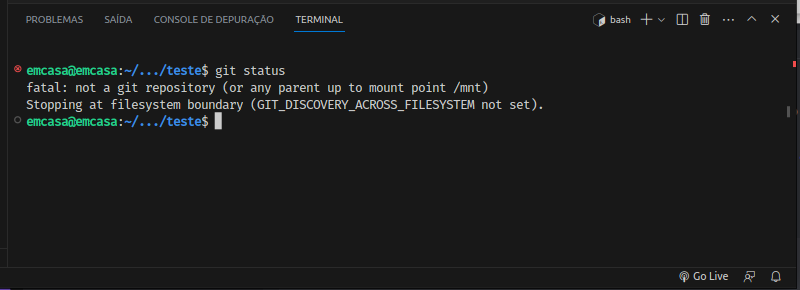 PROBLEMAS SAÍDA CONSOLE DE DEPURAÇÃO TERMINAL bash
emcasa@emcasa:~/.../teste$ git status
fatal: not a git repository (or any parent up to mount point /mnt)
Stopping at filesystem boundary (GIT_DISCOVERY_ACROSS_FILESYSTEM not set).
emcasa@emcasa:~/.../teste$
Go Live